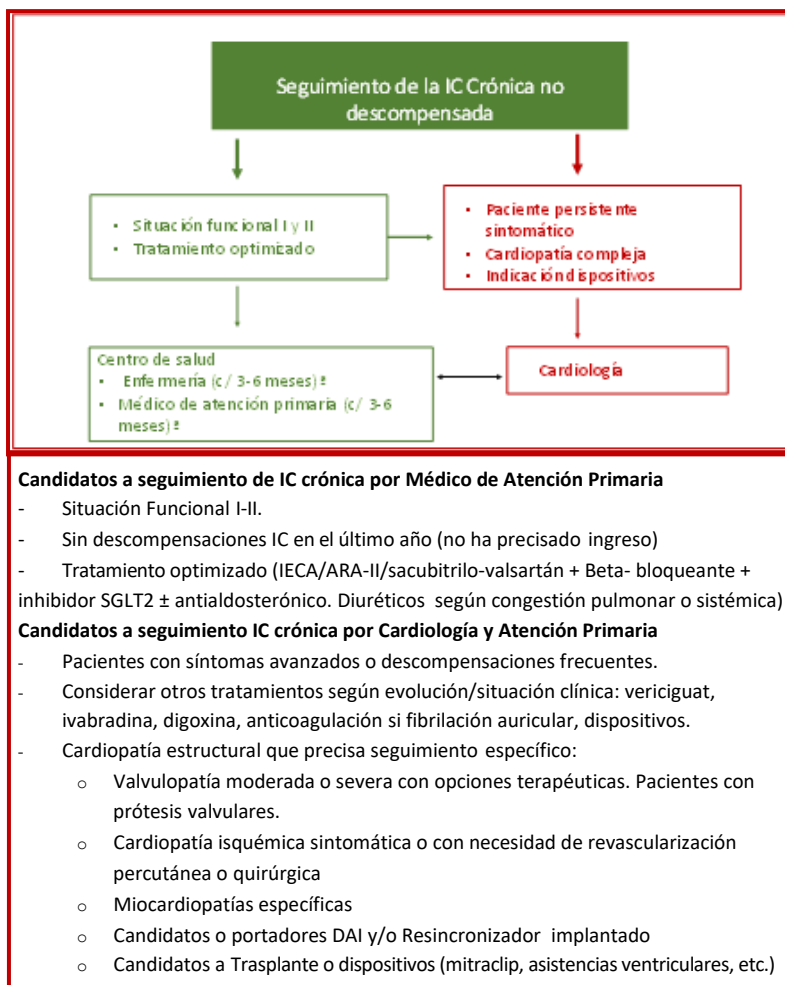 Seguimiento de la IC Crónica no
descompensada
• Situación funcional I y II
• Tratamiento optimizado
• Paciente persistente
sintomático
• Cardiopatía compleja
• Indicación dispositivos
Centro de salud
• Enfermería (c/ 3-6 meses)
• Médico de atención primaria (c/ 3-6
meses)
Cardiología
Candidatos a seguimiento de IC crónica por Médico de Atención Primaria
- Situación Funcional I-II.
- Sin descompensaciones IC en el último año (no ha precisado ingreso)
- Tratamiento optimizado (IECA/ARA-II/sacubitrilo-valsartán + Beta- bloqueante +
inhibidor SGLT2 ± antialdosterónico. Diuréticos según congestión pulmonar o sistémica)
Candidatos a seguimiento IC crónica por Cardiología y Atención Primaria
- Pacientes con síntomas avanzados o descompensaciones frecuentes.
- Considerar otros tratamientos según evolución/situación clínica: vericiguat,
ivabradina, digoxina, anticoagulación si fibrilación auricular, dispositivos.
- Cardiopatía estructural que precisa seguimiento específico:
o Valvulopatía moderada o severa con opciones terapéuticas. Pacientes con
prótesis valvulares.
o Cardiopatía isquémica sintomática o con necesidad de revascularización
percutánea o quirúrgica
o Miocardiopatías específicas
o Candidatos o portadores DAI y/o Resincronizador implantado
o Candidatos a Trasplante o dispositivos (mitraclip, asistencias ventriculares, etc.)